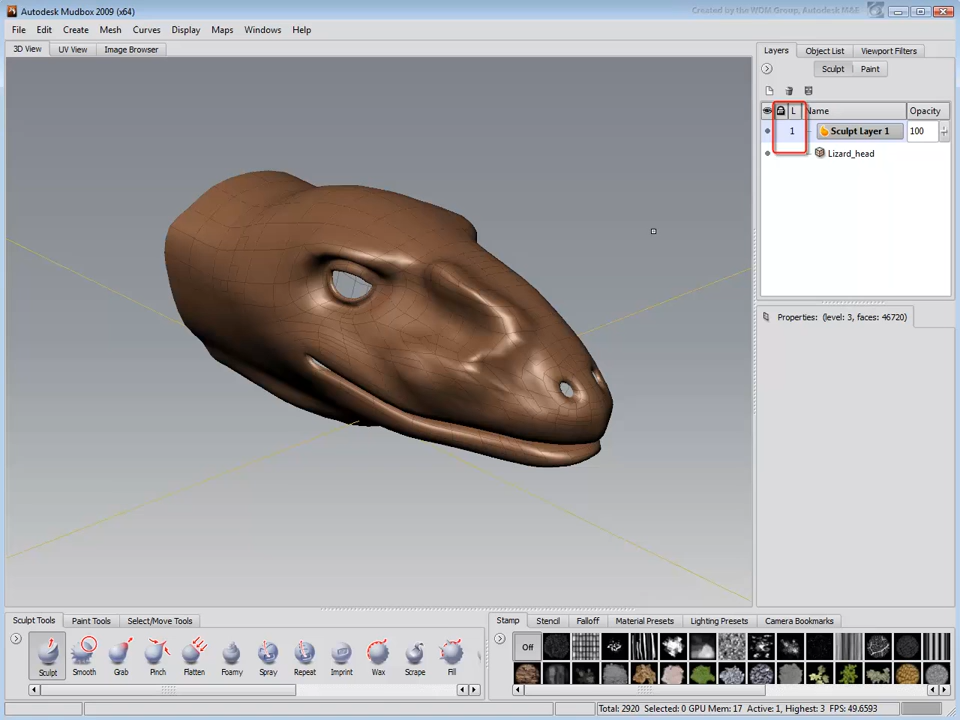 Autodesk Mudbox 2009 (x64)
Created by the WOM Group, Autodesk M&E
File Edit Create Mesh Curves Display Maps Windows Help
3D View UV View Image Browser
Layers Object List Viewport Filters
Sculpt Paint
L Name Opacity
1 Sculpt Layer 1 100
Lizard_head
Properties: (level: 3, faces: 46720)
Sculpt Tools Paint Tools Select/Move Tools
Sculpt Smooth Grab Pinch Flatten Foamy Spray Repeat Imprint Wax Scrape Fill
Stamp Stencil Falloff Material Presets Lighting Presets Camera Bookmarks
Off
Total: 2920 Selected: 0 GPU Mem: 17 Active: 1, Highest: 3 FPS: 49.6593